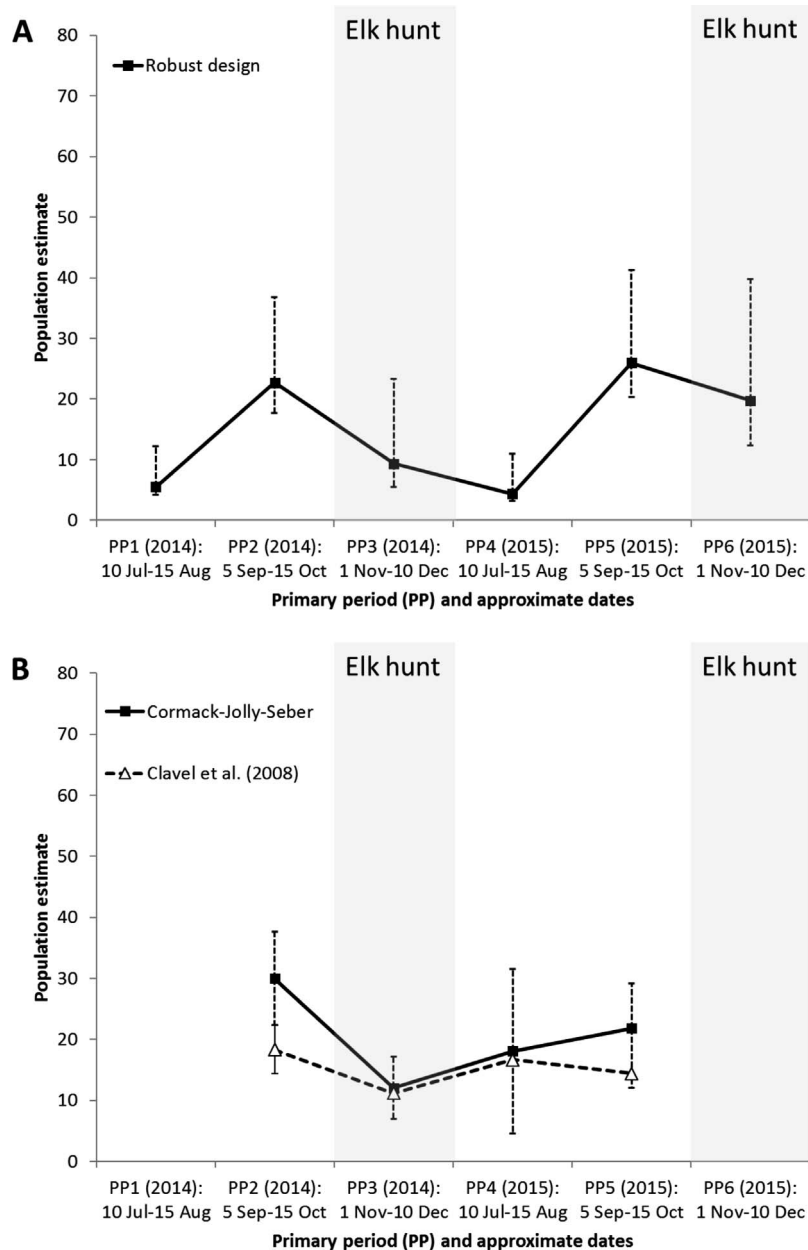 A
Elk hunt
Elk hunt
Robust design
80
70
60
50
40
30
20
10
0
Population estimate
PP1 (2014): PP2 (2014): PP3 (2014): PP4 (2015): PP5 (2015): PP6 (2015):
10 Jul-15 Aug 5 Sep-15 Oct 1 Nov-10 Dec 10 Jul-15 Aug 5 Sep-15 Oct 1 Nov-10 Dec
Primary period (PP) and approximate dates
B
Elk hunt
Elk hunt
Cormack-Jolly-Seber
Clavel et al. (2008)
80
70
60
50
40
30
20
10
0
Population estimate
PP1 (2014): PP2 (2014): PP3 (2014): PP4 (2015): PP5 (2015): PP6 (2015):
10 Jul-15 Aug 5 Sep-15 Oct 1 Nov-10 Dec 10 Jul-15 Aug 5 Sep-15 Oct 1 Nov-10 Dec
Primary period (PP) and approximate dates